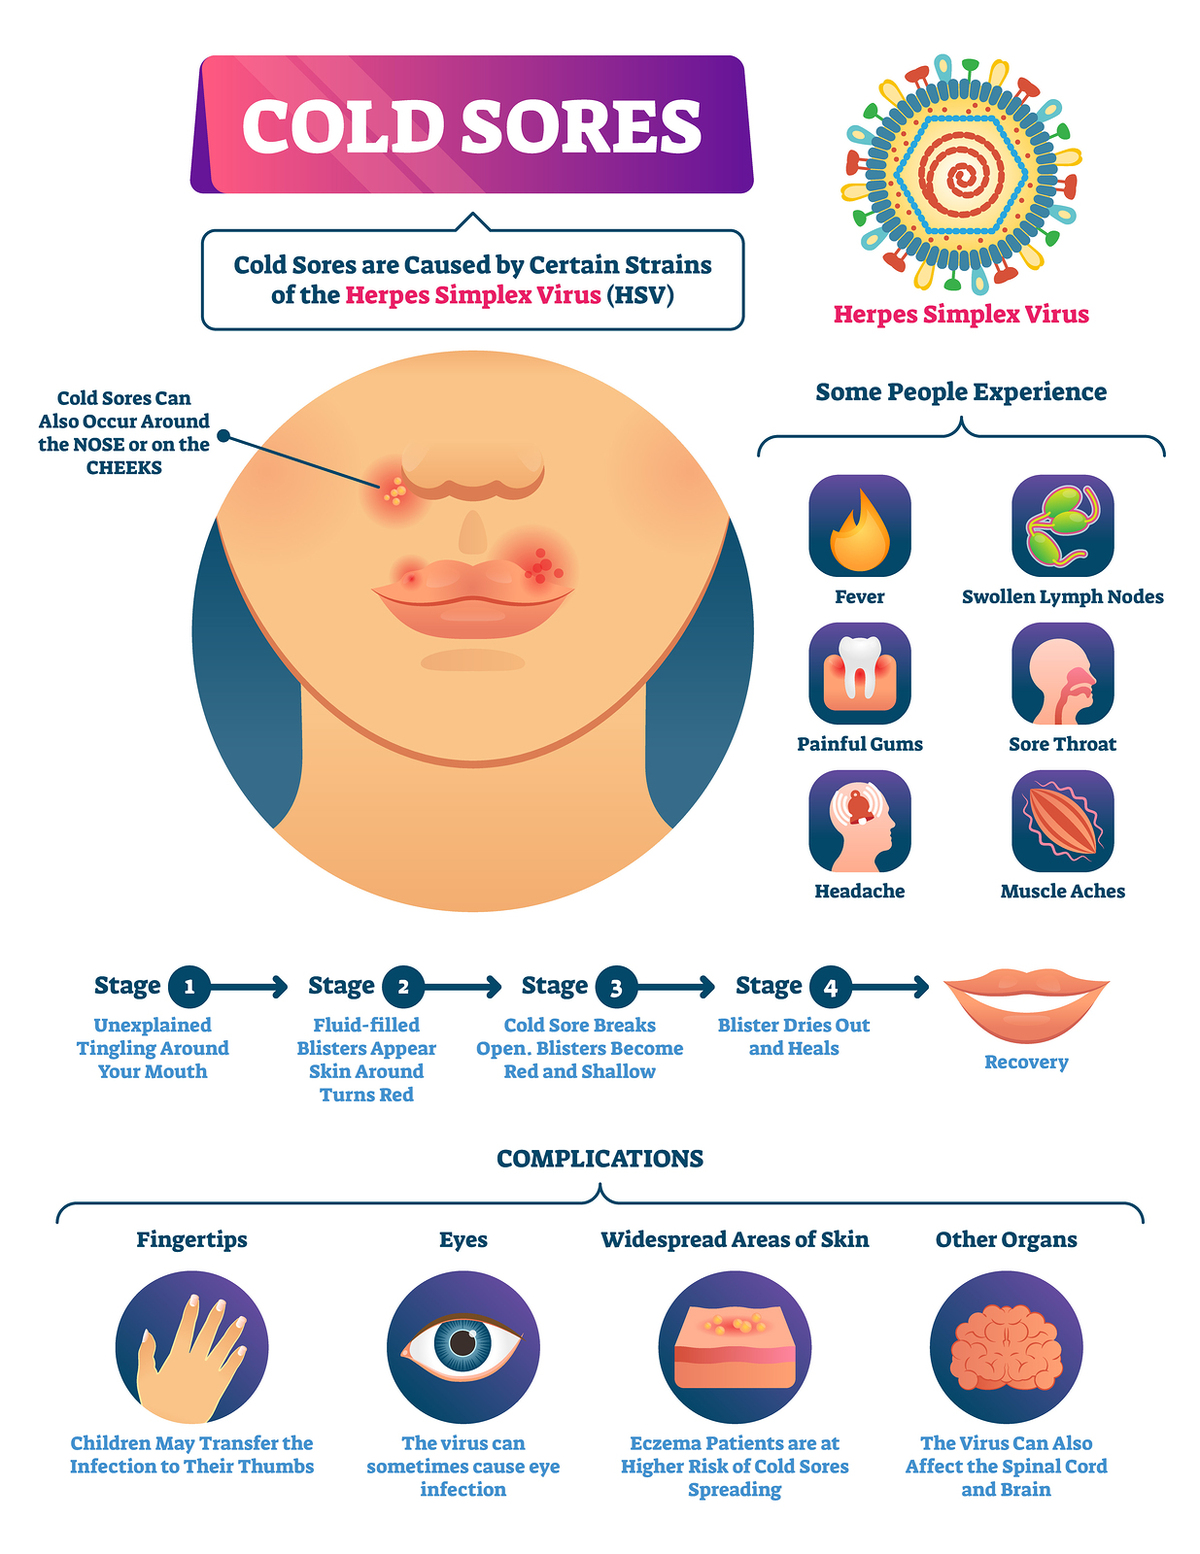 COLD SORES
Cold Sores are Caused by Certain Strains
of the Herpes Simplex Virus (HSV)
Herpes Simplex Virus
Cold Sores Can
Also Occur Around
the NOSE or on the
CHEEKS
Some People Experience
Fever
Swollen Lymph Nodes
Painful Gums
Sore Throat
Headache
Muscle Aches
Stage 1
Unexplained
Tingling Around
Your Mouth
Stage 2
Fluid-filled
Blisters Appear
Skin Around
Turns Red
Stage 3
Cold Sore Breaks
Open. Blisters Become
Red and Shallow
Stage 4
Blister Dries Out
and Heals
Recovery
COMPLICATIONS
Fingertips
Children May Transfer the
Infection to Their Thumbs
Eyes
The virus can
sometimes cause eye
infection
Widespread Areas of Skin
Eczema Patients are at
Higher Risk of Cold Sores
Spreading
Other Organs
The Virus Can Also
Affect the Spinal Cord
and Brain